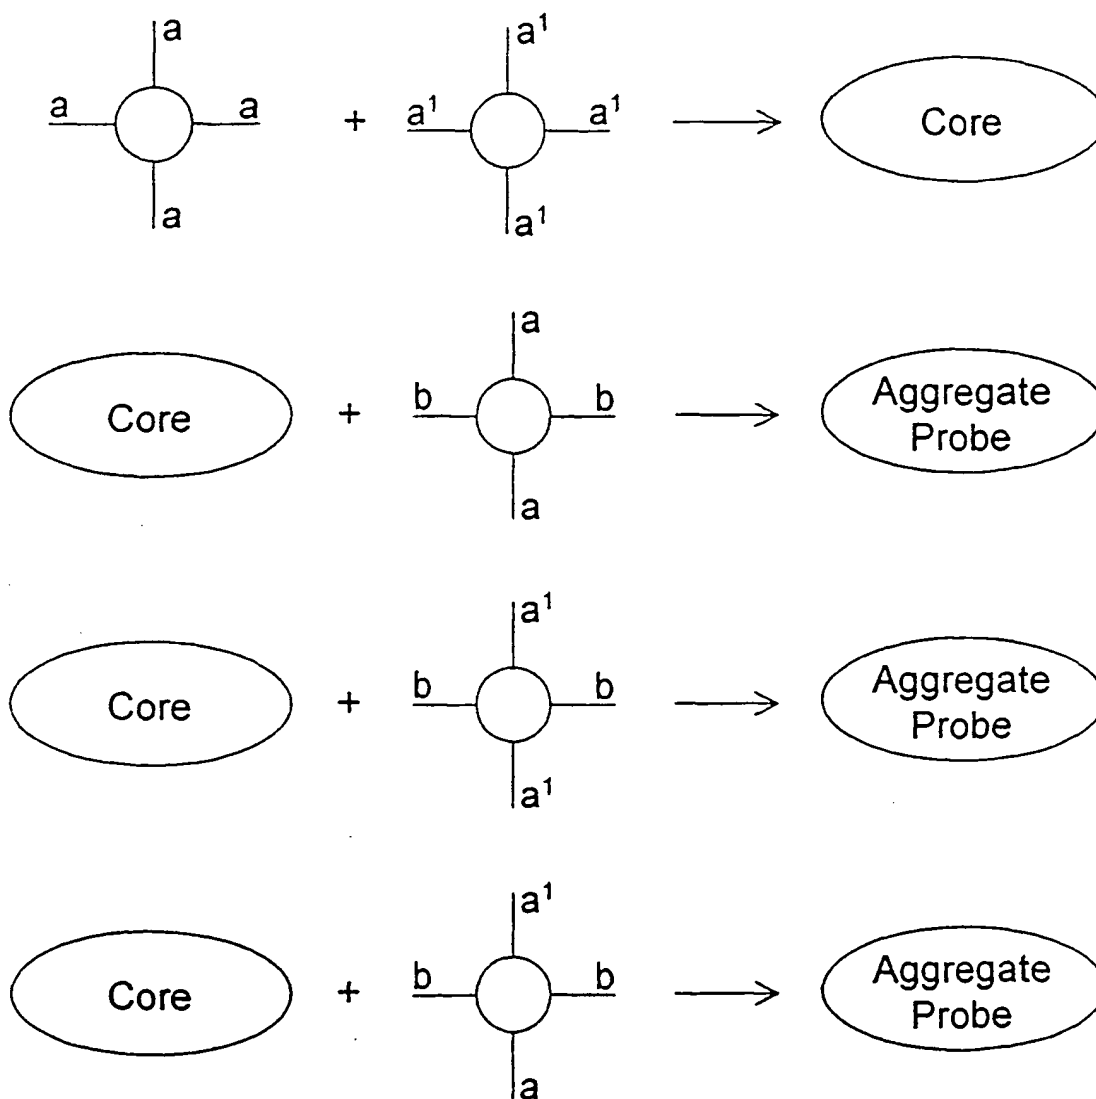 a
a a
a
+
a¹
a¹ a¹
a¹
Core
Core
+
a
b b
a
Aggregate
Probe
Core
+
a¹
b b
a¹
Aggregate
Probe
Core
+
a¹
b b
a
Aggregate
Probe